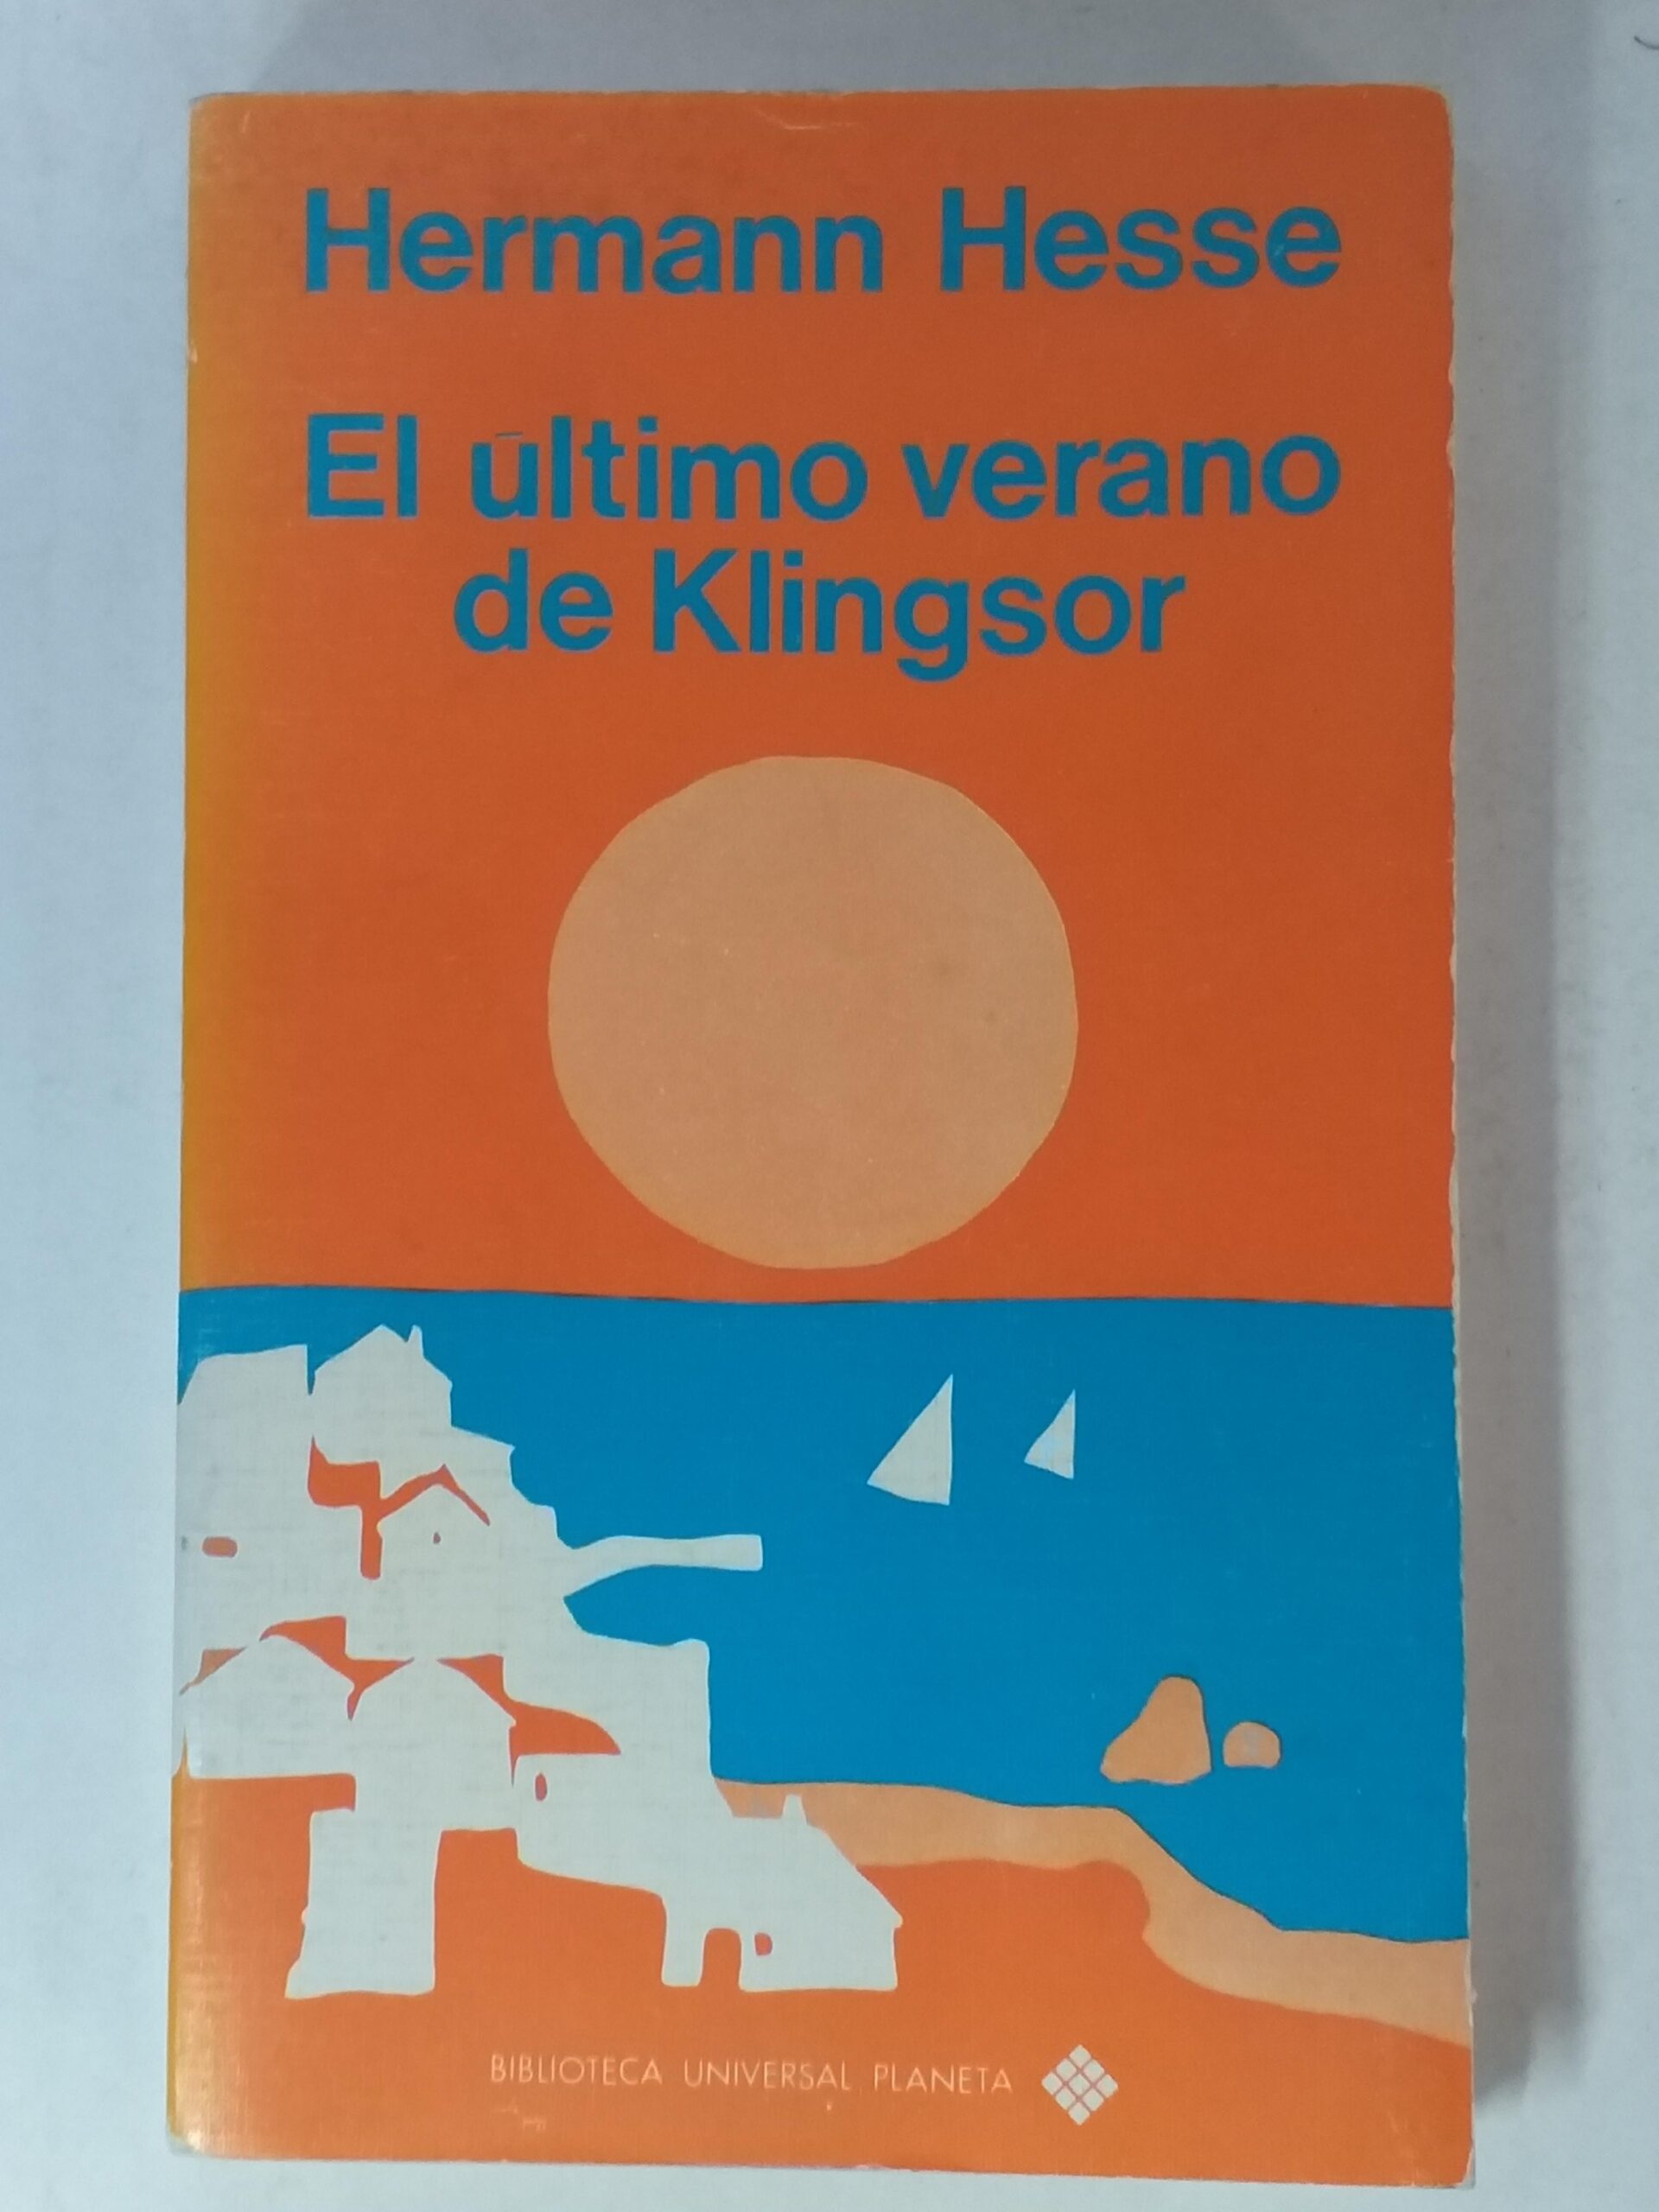 Hermann Hesse
El último verano
de Klingsor
BIBLIOTECA UNIVERSAL PLANETA